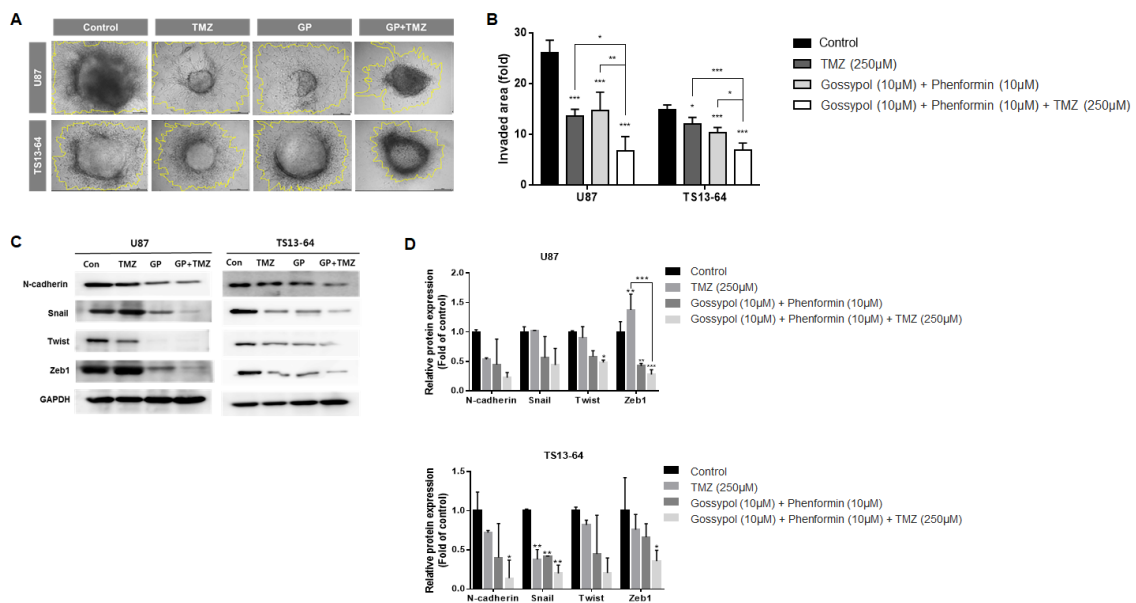 A
Control TMZ GP GP+TMZ
U87
TS13-64
B
Invaded area (fold)
30
20
10
0
* ** *** *** *** *** * * *** ***
U87 TS13-64
Control
TMZ (250µM)
Gossypol (10µM) + Phenformin (10µM)
Gossypol (10µM) + Phenformin (10µM) + TMZ (250µM)
C
U87 TS13-64
Con TMZ GP GP+TMZ Con TMZ GP GP+TMZ
N-cadherin
Snail
Twist
Zeb1
GAPDH
D
U87
Relative protein expression
(Fold of control)
2.0
1.5
1.0
0.5
0.0
*** ** * ** ***
N-cadherin Snail Twist Zeb1
Control
TMZ (250µM)
Gossypol (10µM) + Phenformin (10µM)
Gossypol (10µM) + Phenformin (10µM) + TMZ (250µM)
TS13-64
Relative protein expression
(Fold of control)
1.5
1.0
0.5
0.0
* ** ** ** *
N-cadherin Snail Twist Zeb1
Control
TMZ (250µM)
Gossypol (10µM) + Phenformin (10µM)
Gossypol (10µM) + Phenformin (10µM) + TMZ (250µM)